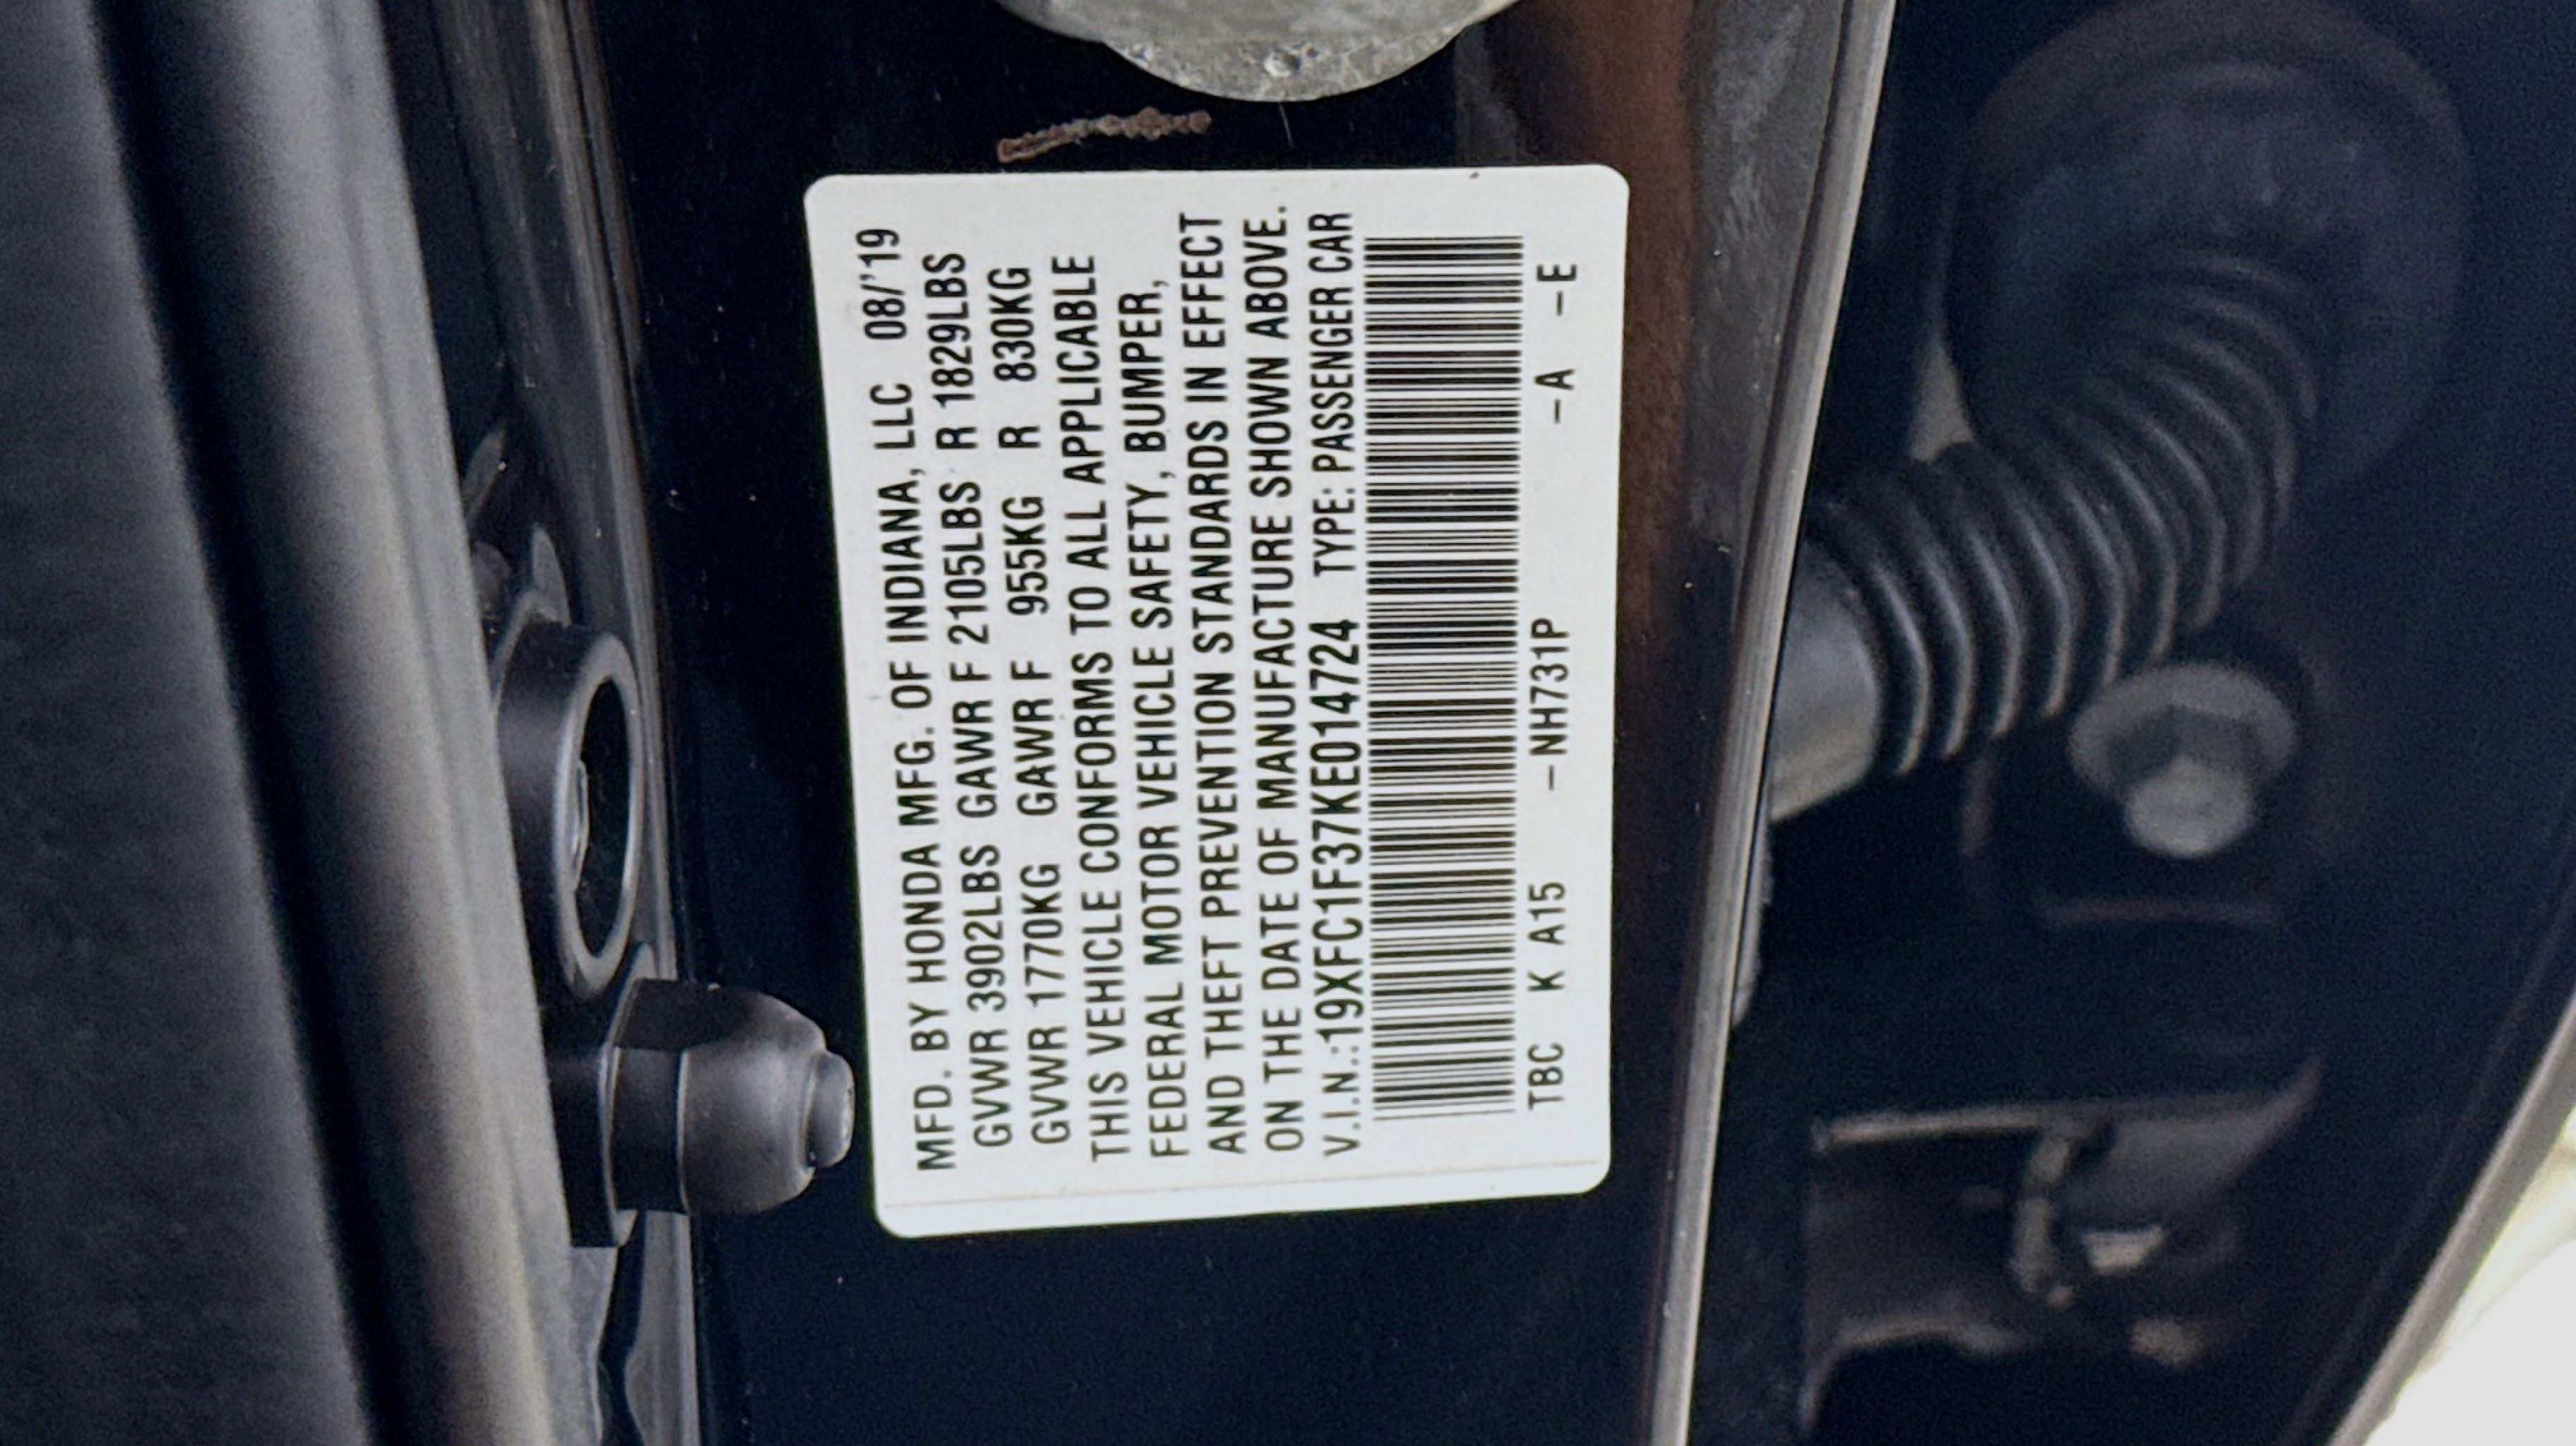 MFD. BY HONDA MFG. OF INDIANA, LLC 08/'19
GVWR 3902LBS GAWR F 2105LBS R 1829LBS
GVWR 1770KG GAWR F 955KG R 830KG
THIS VEHICLE CONFORMS TO ALL APPLICABLE
FEDERAL MOTOR VEHICLE SAFETY, BUMPER,
AND THEFT PREVENTION STANDARDS IN EFFECT
ON THE DATE OF MANUFACTURE SHOWN ABOVE.
V.I.N.:19XFC1F37KE014724 TYPE: PASSENGER CAR
TBC K A15 -NH731P -A -E